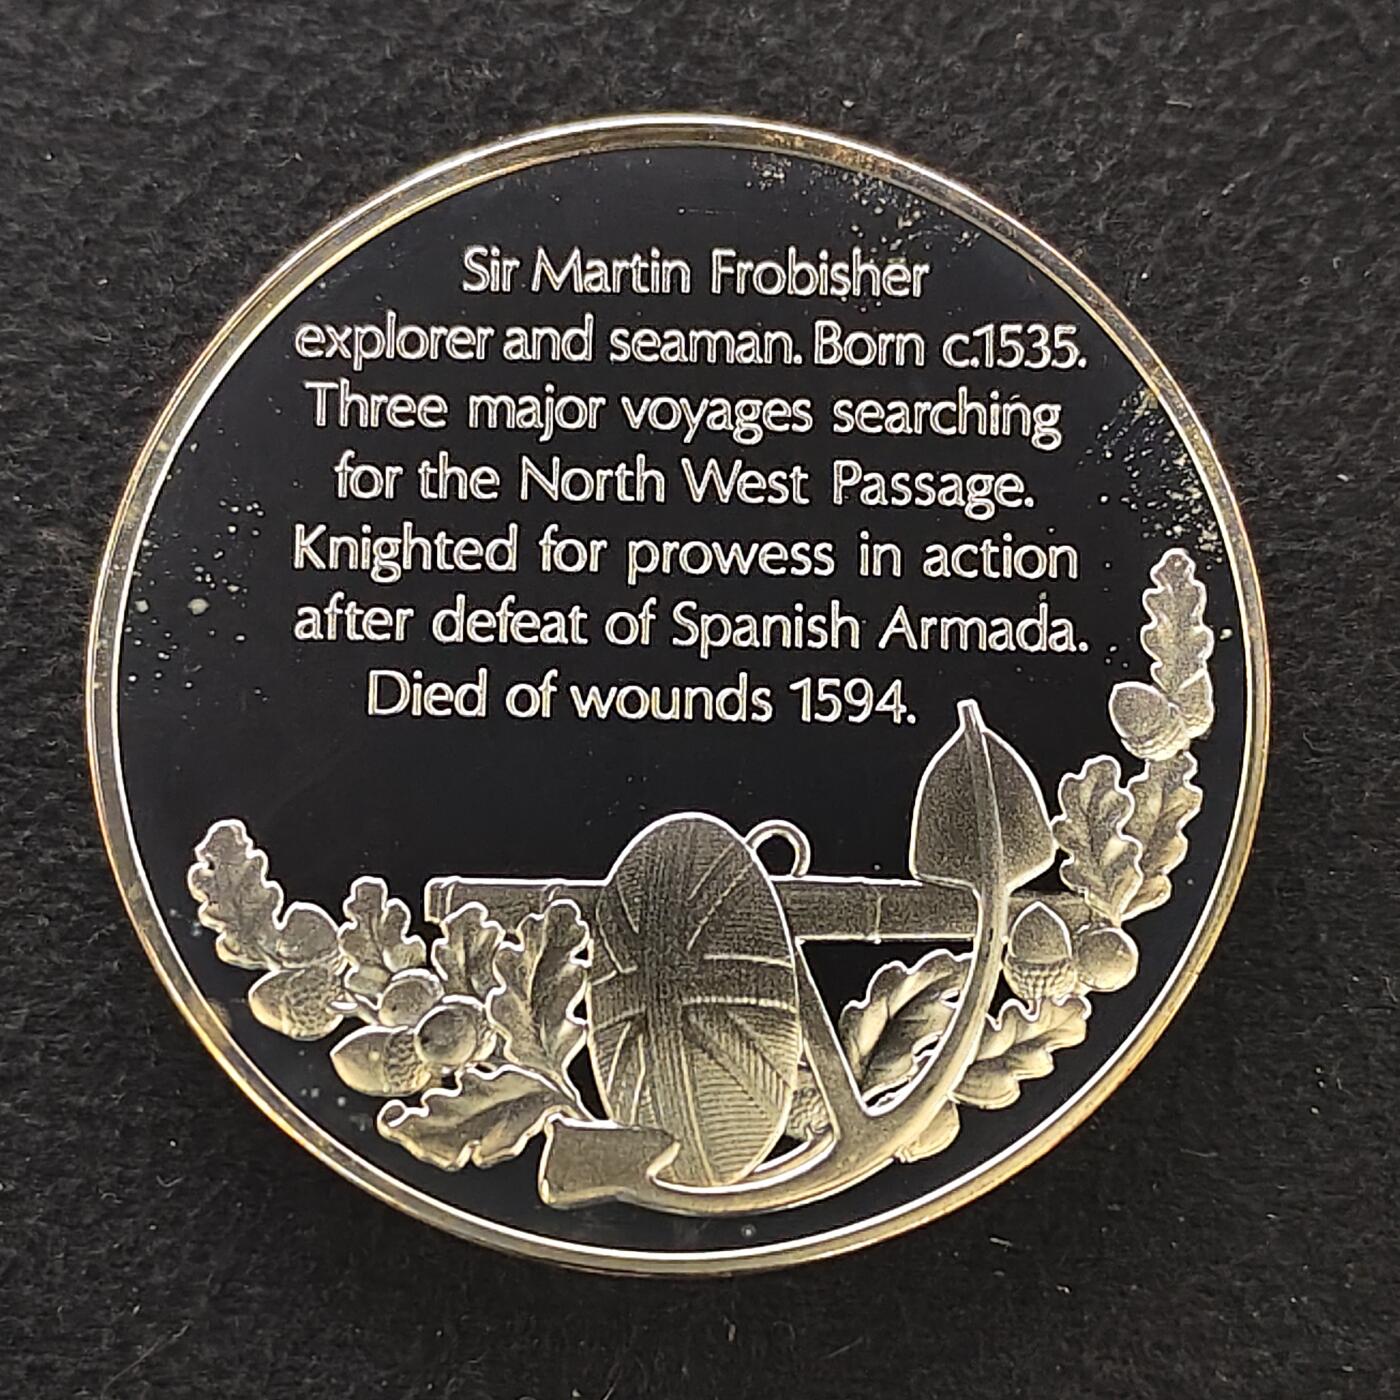 Sir Martin Frobisher
explorer and seaman. Born c.1535.
Three major voyages searching
for the North West Passage.
Knighted for prowess in action
after defeat of Spanish Armada.
Died of wounds 1594.